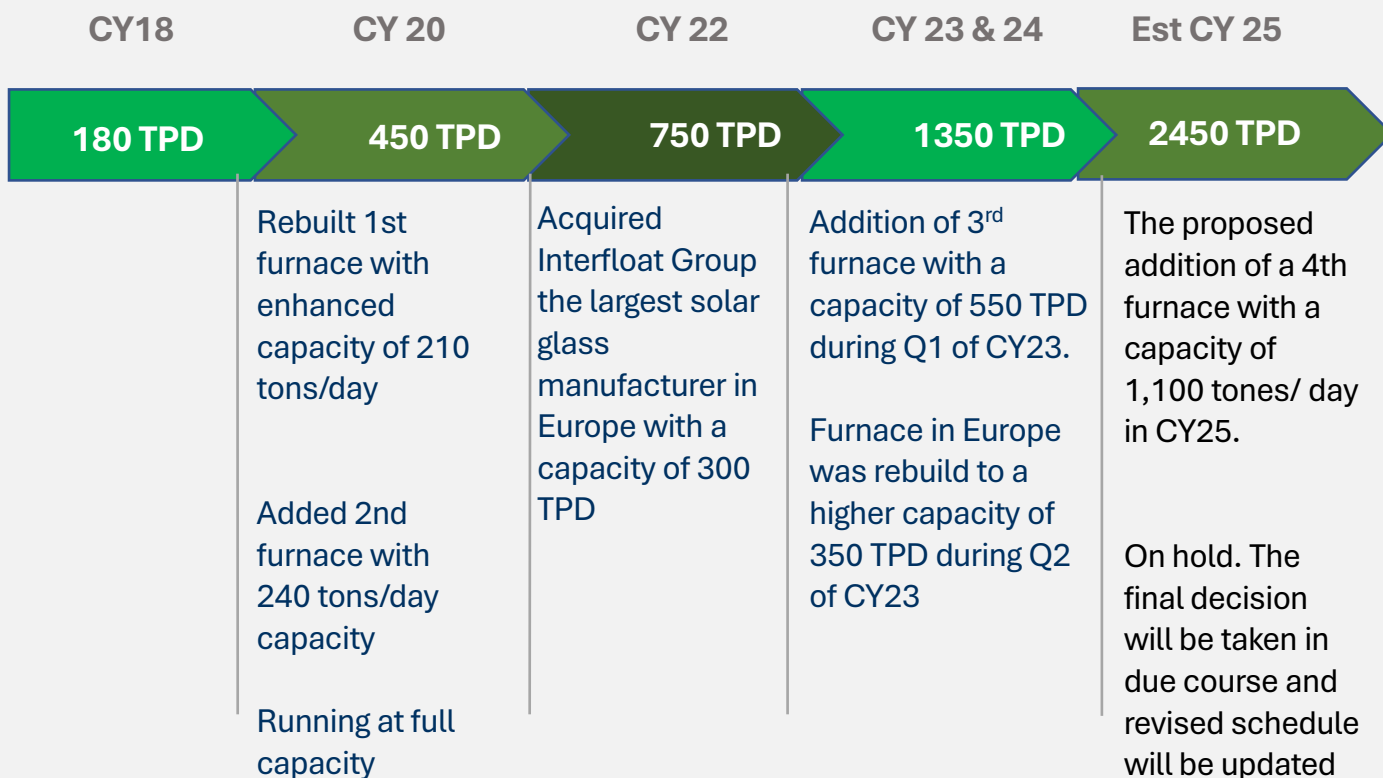 CY18
CY 20
CY 22
CY 23 & 24
Est CY 25
180 TPD
450 TPD
750 TPD
1350 TPD
2450 TPD
Rebuilt 1st
furnace with
enhanced
capacity of 210
tons/day
Added 2nd
furnace with
240 tons/day
capacity
Running at full
capacity
Acquired
Interfloat Group
the largest solar
glass
manufacturer in
Europe with a
capacity of 300
TPD
Addition of 3rd
furnace with a
capacity of 550 TPD
during Q1 of CY23.
Furnace in Europe
was rebuild to a
higher capacity of
350 TPD during Q2
of CY23
The proposed
addition of a 4th
furnace with a
capacity of
1,100 tones/ day
in CY25.
On hold. The
final decision
will be taken in
due course and
revised schedule
will be updated